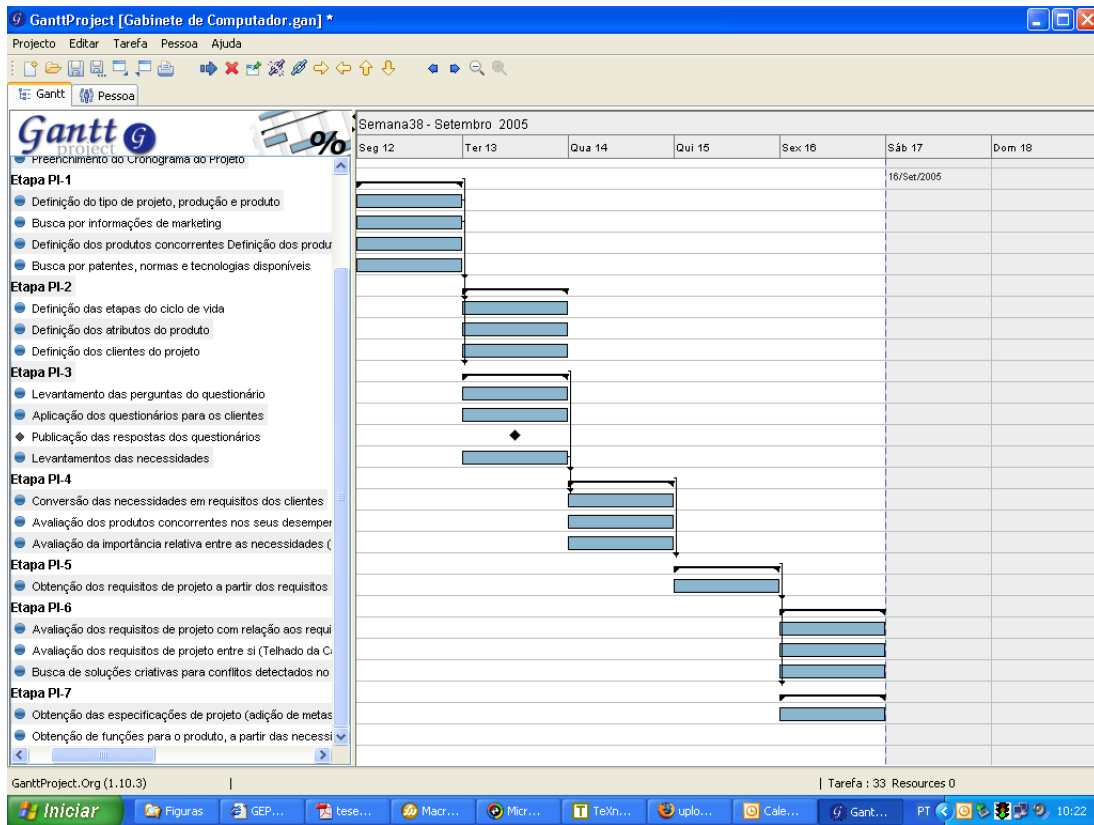 GanttProject [Gabinete de Computador.gan] *
Projecto Editar Tarefa Pessoa Ajuda
Gantt Pessoa
Gantt project %
Semana38 - Setembro 2005
Seg 12 Ter 13 Qua 14 Qui 15 Sex 16 Sáb 17 Dom 18
16/Set/2005
Preenchimento do Cronograma do Projeto
Etapa PI-1
Definição do tipo de projeto, produção e produto
Busca por informações de marketing
Definição dos produtos concorrentes Definição dos produ
Busca por patentes, normas e tecnologias disponíveis
Etapa PI-2
Definição das etapas do ciclo de vida
Definição dos atributos do produto
Definição dos clientes do projeto
Etapa PI-3
Levantamento das perguntas do questionário
Aplicação dos questionários para os clientes
Publicação das respostas dos questionários
Levantamentos das necessidades
Etapa PI-4
Conversão das necessidades em requisitos dos clientes
Avaliação dos produtos concorrentes nos seus desemper
Avaliação da importância relativa entre as necessidades (
Etapa PI-5
Obtenção dos requisitos de projeto a partir dos requisitos
Etapa PI-6
Avaliação dos requisitos de projeto com relação aos requi
Avaliação dos requisitos de projeto entre si (Telhado da Ca
Busca de soluções criativas para conflitos detectados no
Etapa PI-7
Obtenção das especificações de projeto (adição de metas
Obtenção de funções para o produto, a partir das necessi
GanttProject.Org (1.10.3) Tarefa : 33 Resources 0
Iniciar Figuras GEP... tese... Macr... Micr... TeXn... uplo... Cale... Gant... PT 10:22